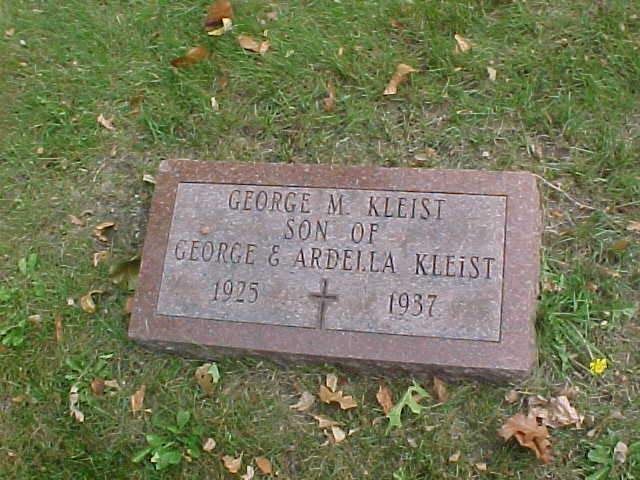 GEORGE M. KLEIST
SON OF
GEORGE & ARDELLA KLEiST
1925 1937